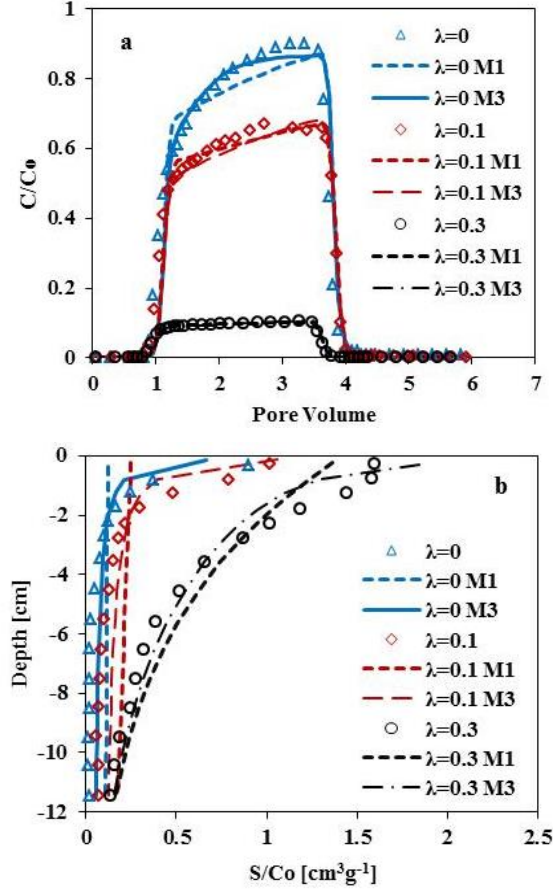 a
1
0.8
0.6
0.4
0.2
0
C/Co
0 1 2 3 4 5 6 7
Pore Volume
λ=0
λ=0 M1
λ=0 M3
λ=0.1
λ=0.1 M1
λ=0.1 M3
λ=0.3
λ=0.3 M1
λ=0.3 M3
b
0
-2
-4
-6
-8
-10
-12
Depth [cm]
0 0.5 1 1.5 2 2.5
S/Co [cm³g⁻¹]
λ=0
λ=0 M1
λ=0 M3
λ=0.1
λ=0.1 M1
λ=0.1 M3
λ=0.3
λ=0.3 M1
λ=0.3 M3